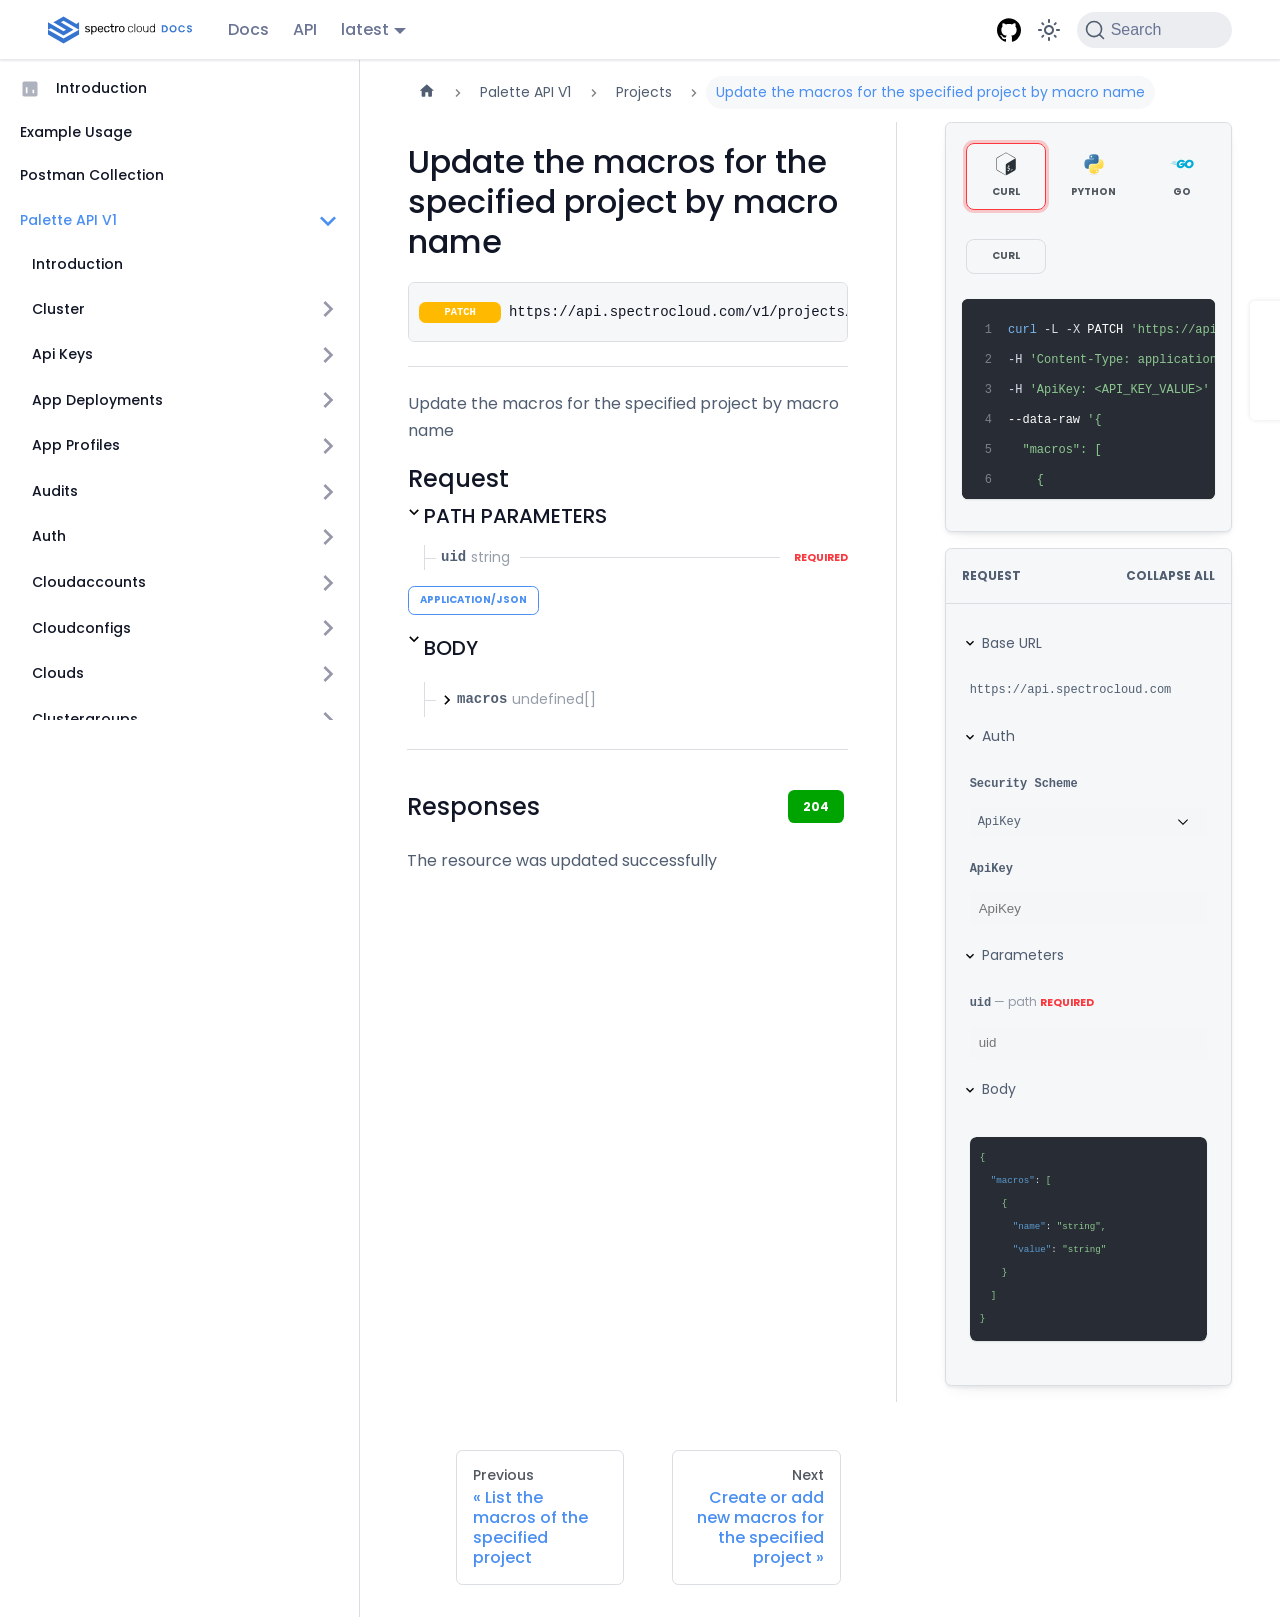 spectro cloud DOCS Docs API latest Search
Introduction
Example Usage
Postman Collection
Palette API V1
Introduction
Cluster
Api Keys
App Deployments
App Profiles
Audits
Auth
Cloudaccounts
Cloudconfigs
Clouds
Clustergroups
Palette API V1 Projects Update the macros for the specified project by macro name
Update the macros for the
specified project by macro
name
PATCH https://api.spectrocloud.com/v1/projects/
Update the macros for the specified project by macro
name
Request
PATH PARAMETERS
uid string REQUIRED
APPLICATION/JSON
BODY
macros undefined[]
Responses 204
The resource was updated successfully
CURL PYTHON GO
CURL
1 curl -L -X PATCH 'https://api
2 -H 'Content-Type: application
3 -H 'ApiKey: <API_KEY_VALUE>'
4 --data-raw '{
5 "macros": [
6 {
REQUEST COLLAPSE ALL
Base URL
https://api.spectrocloud.com
Auth
Security Scheme
ApiKey
ApiKey
ApiKey
Parameters
uid — path REQUIRED
uid
Body
{
"macros": [
{
"name": "string",
"value": "string"
}
]
}
Previous
« List the
macros of the
specified
project
Next
Create or add
new macros for
the specified
project »